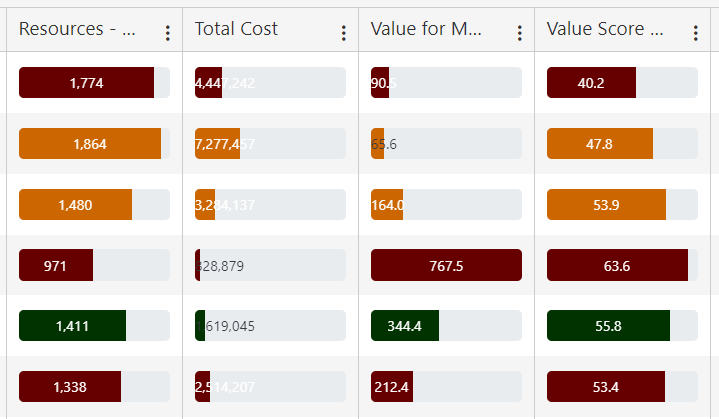 Resources - ... Total Cost Value for M... Value Score ...
1,774 4,447,242 90.5 40.2
1,864 7,277,457 65.6 47.8
1,480 3,284,137 164.0 53.9
971 828,879 767.5 63.6
1,411 1,619,045 344.4 55.8
1,338 2,514,207 212.4 53.4